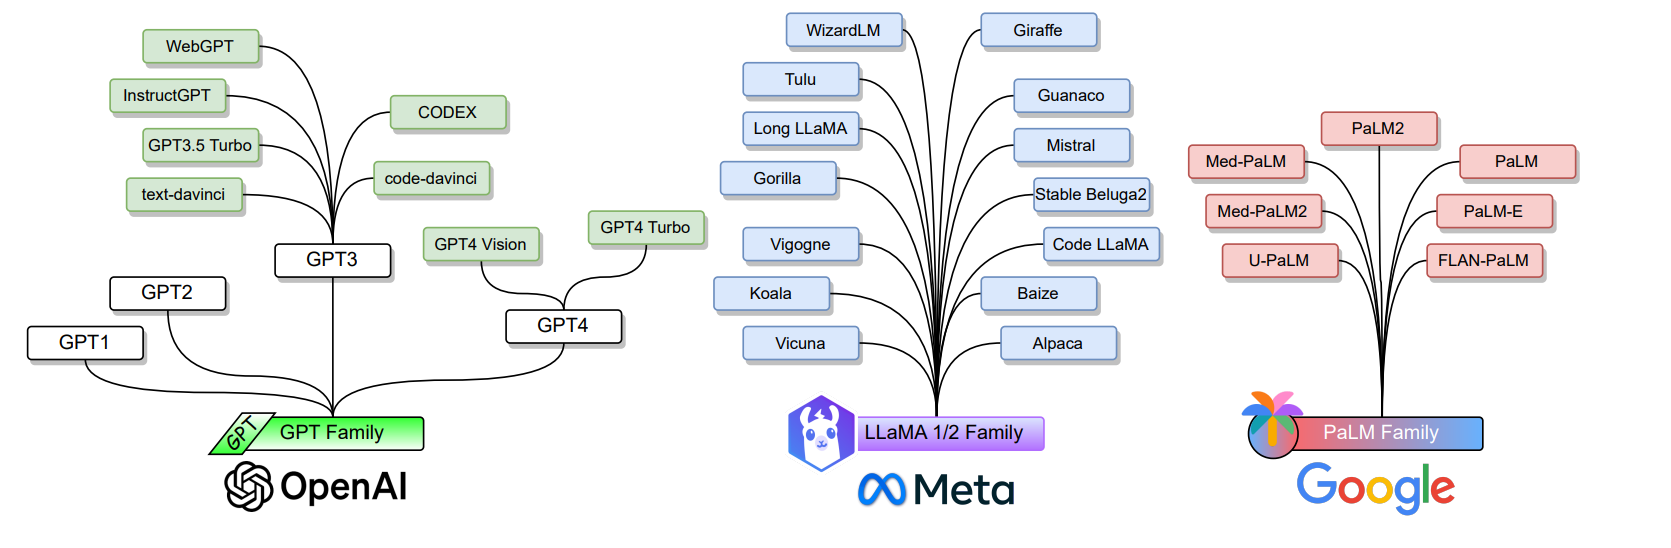 WebGPT
InstructGPT
CODEX
GPT3.5 Turbo
text-davinci
code-davinci
GPT3
GPT4 Vision
GPT4 Turbo
GPT2
GPT1
GPT4
GPT
GPT Family
OpenAI
WizardLM
Giraffe
Tulu
Guanaco
Long LLaMA
Mistral
Gorilla
Stable Beluga2
Vigogne
Code LLaMA
Koala
Baize
Vicuna
Alpaca
LLaMA 1/2 Family
Meta
PaLM2
Med-PaLM
PaLM
Med-PaLM2
PaLM-E
U-PaLM
FLAN-PaLM
PaLM Family
Google